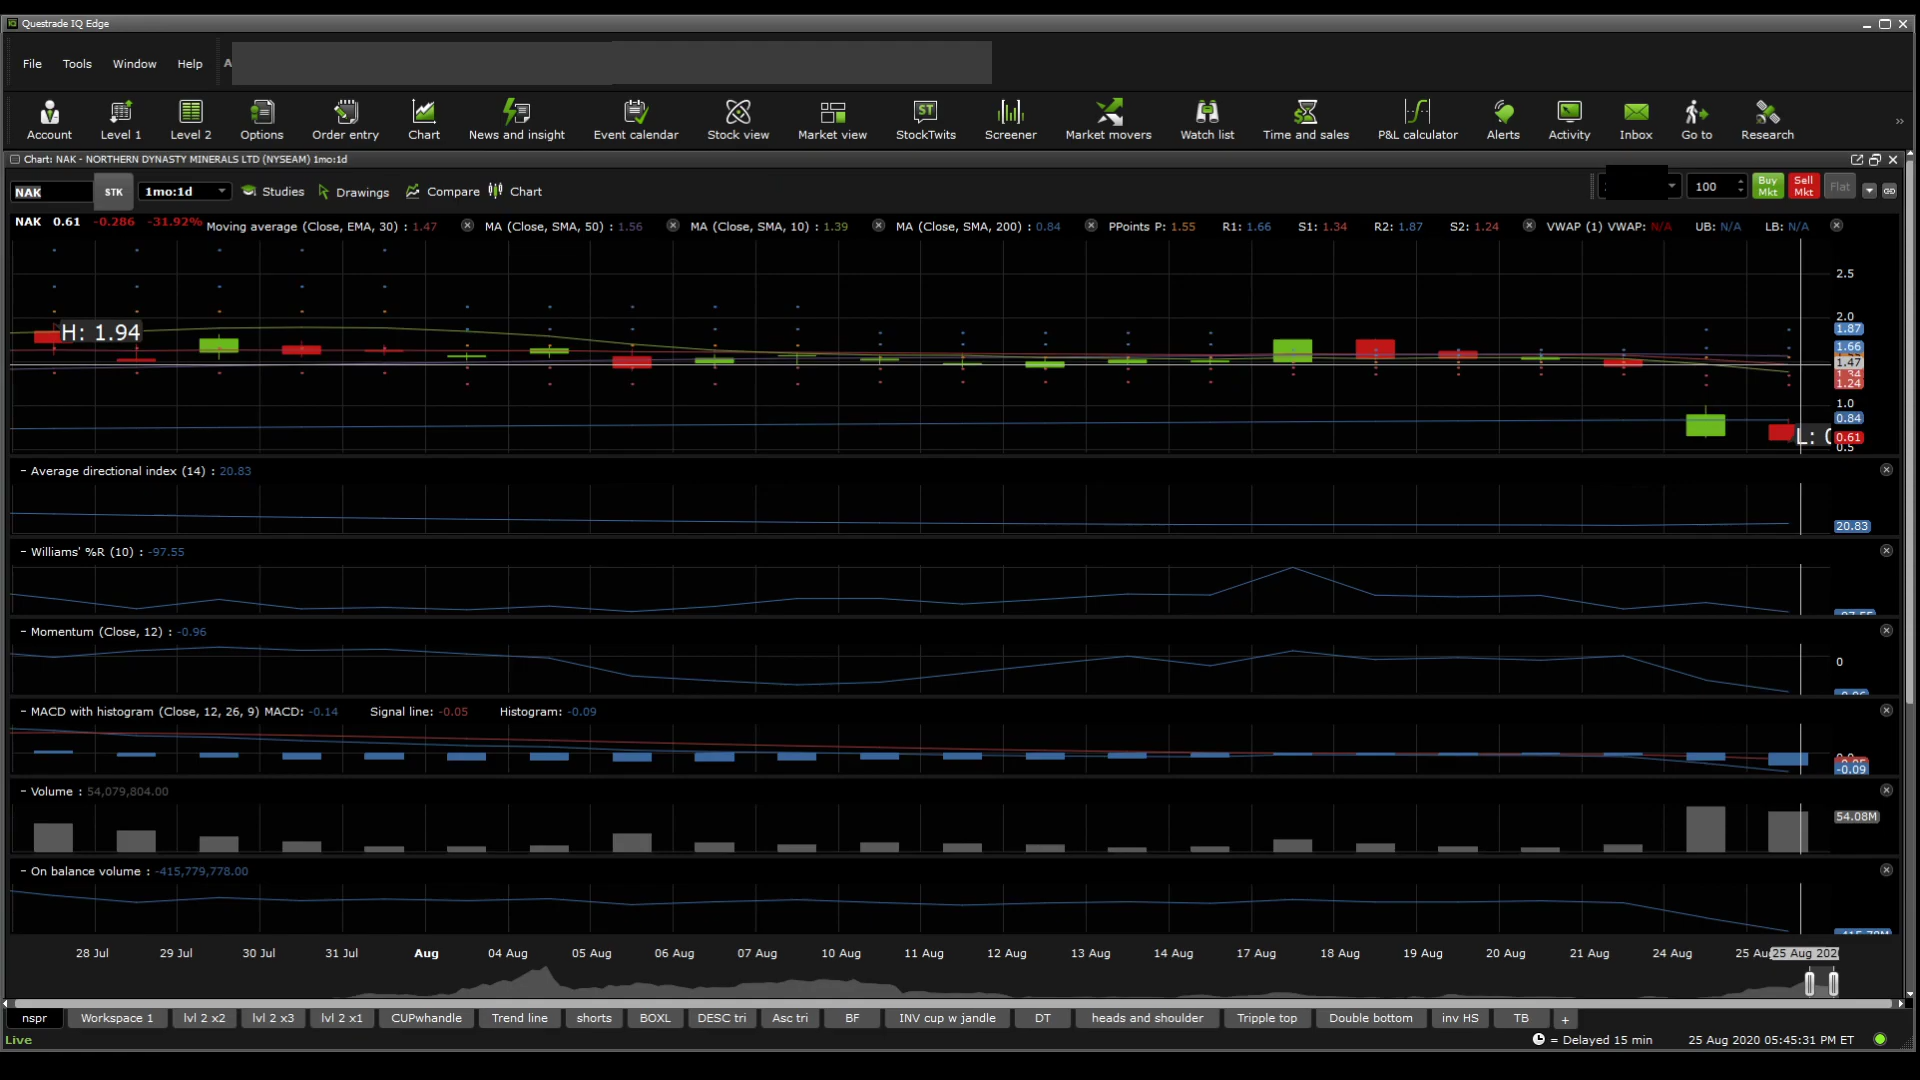 Questrade IQ Edge
File Tools Window Help A
Account Level 1 Level 2 Options Order entry Chart News and insight Event calendar Stock view Market view StockTwits Screener Market movers Watch list Time and sales P&L calculator Alerts Activity Inbox Go to Research
Chart: NAK - NORTHERN DYNASTY MINERALS LTD (NYSEAM) 1mo:1d
NAK STK 1mo:1d Studies Drawings Compare Chart 100 Buy Mkt Sell Mkt Flat
NAK 0.61 -0.286 -31.92% Moving average (Close, EMA, 30) : 1.47 MA (Close, SMA, 50) : 1.56 MA (Close, SMA, 10) : 1.39 MA (Close, SMA, 200) : 0.84 PPoints P: 1.55 R1: 1.66 S1: 1.34 R2: 1.87 S2: 1.24 VWAP (1) VWAP: N/A UB: N/A LB: N/A
2.5
2.0
H: 1.94
1.87
1.66
1.47
1.34
1.24
1.0
0.84
L: 0.61
0.5
- Average directional index (14) : 20.83
20.83
- Williams' %R (10) : -97.55
-97.55
- Momentum (Close, 12) : -0.96
0
-0.96
- MACD with histogram (Close, 12, 26, 9) MACD: -0.14 Signal line: -0.05 Histogram: -0.09
-0.09
- Volume : 54,079,804.00
54.08M
- On balance volume : -415,779,778.00
-415.78M
28 Jul 29 Jul 30 Jul 31 Jul Aug 04 Aug 05 Aug 06 Aug 07 Aug 10 Aug 11 Aug 12 Aug 13 Aug 14 Aug 17 Aug 18 Aug 19 Aug 20 Aug 21 Aug 24 Aug 25 Aug 25 Aug 2020
nspr Workspace 1 lvl 2 x2 lvl 2 x3 lvl 2 x1 CUPwhandle Trend line shorts BOXL DESC tri Asc tri BF INV cup w jandle DT heads and shoulder Tripple top Double bottom inv HS TB +
Live = Delayed 15 min 25 Aug 2020 05:45:31 PM ET